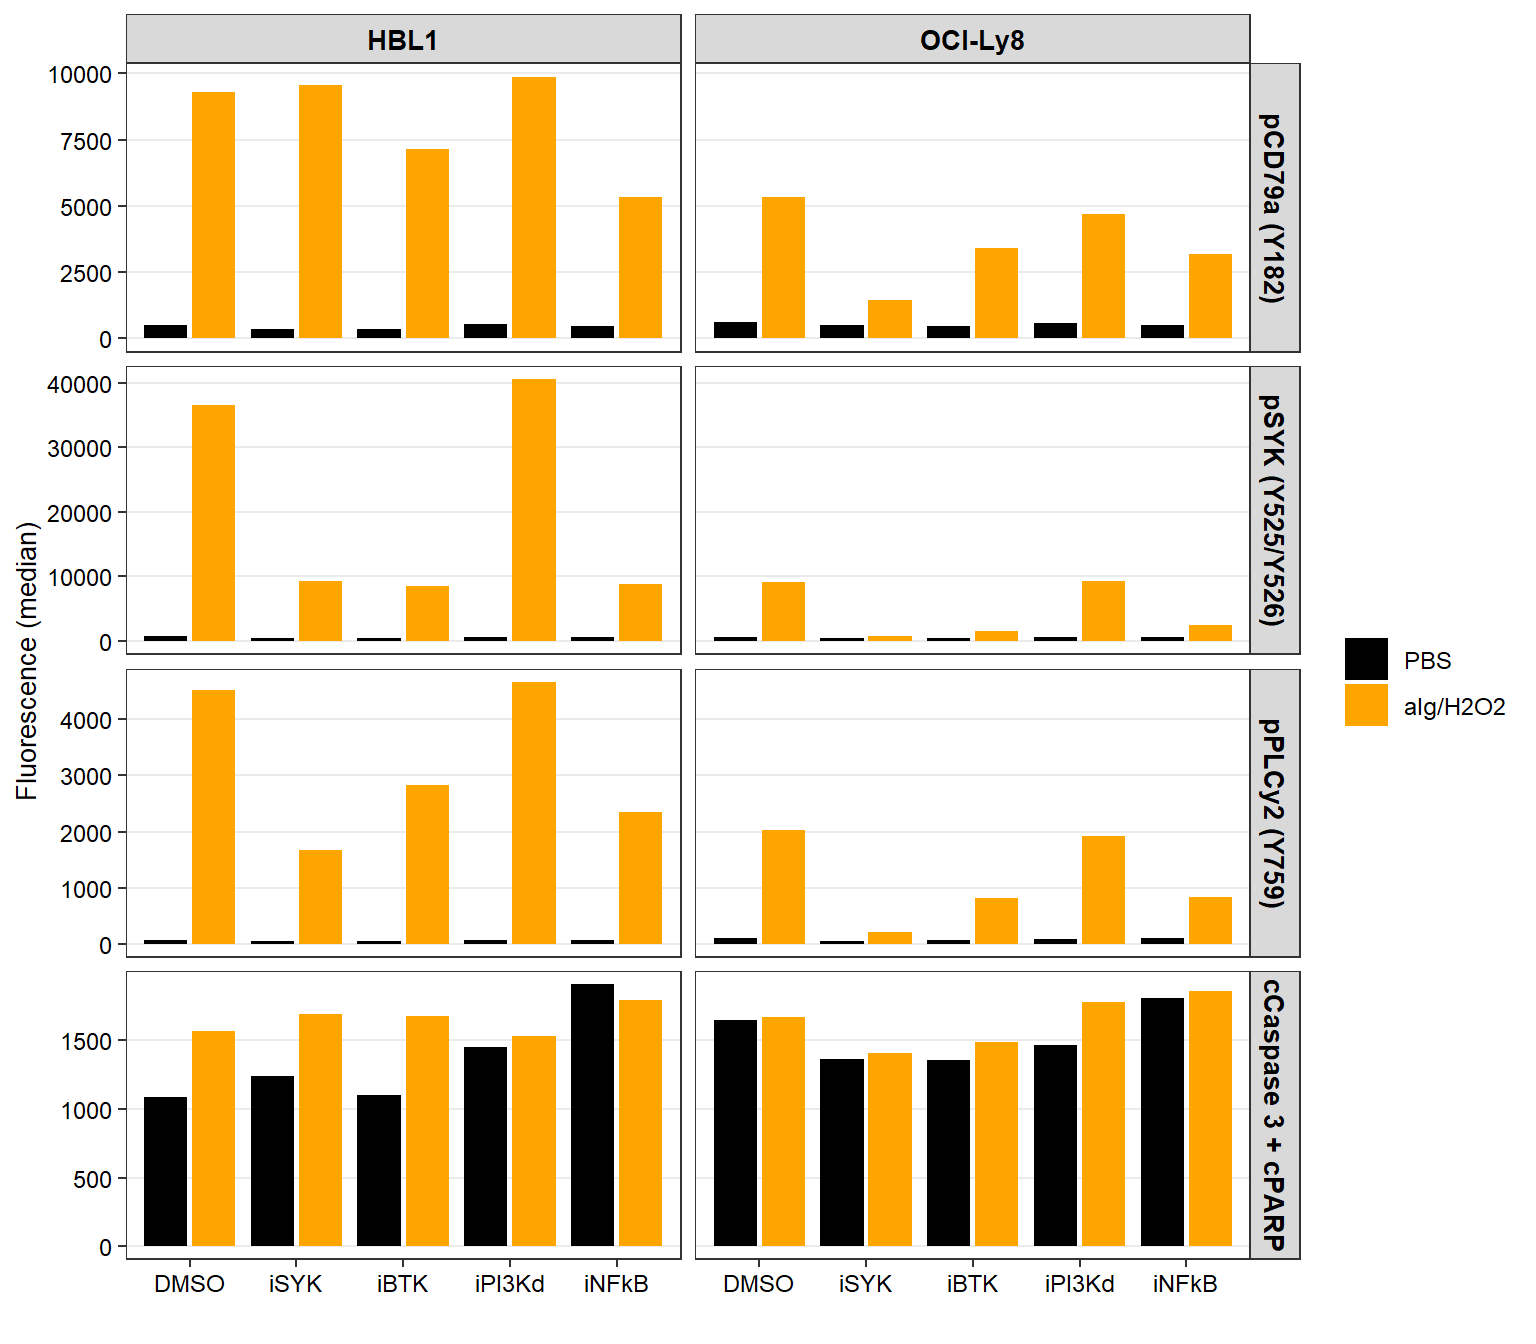 HBL1
OCI-Ly8
10000
7500
5000
2500
0
pCD79a (Y182)
40000
30000
20000
10000
0
pSYK (Y525/Y526)
Fluorescence (median)
4000
3000
2000
1000
0
pPLCy2 (Y759)
1500
1000
500
0
cCaspase 3 + cPARP
DMSO iSYK iBTK iPI3Kd iNFkB
DMSO iSYK iBTK iPI3Kd iNFkB
PBS
aIg/H2O2